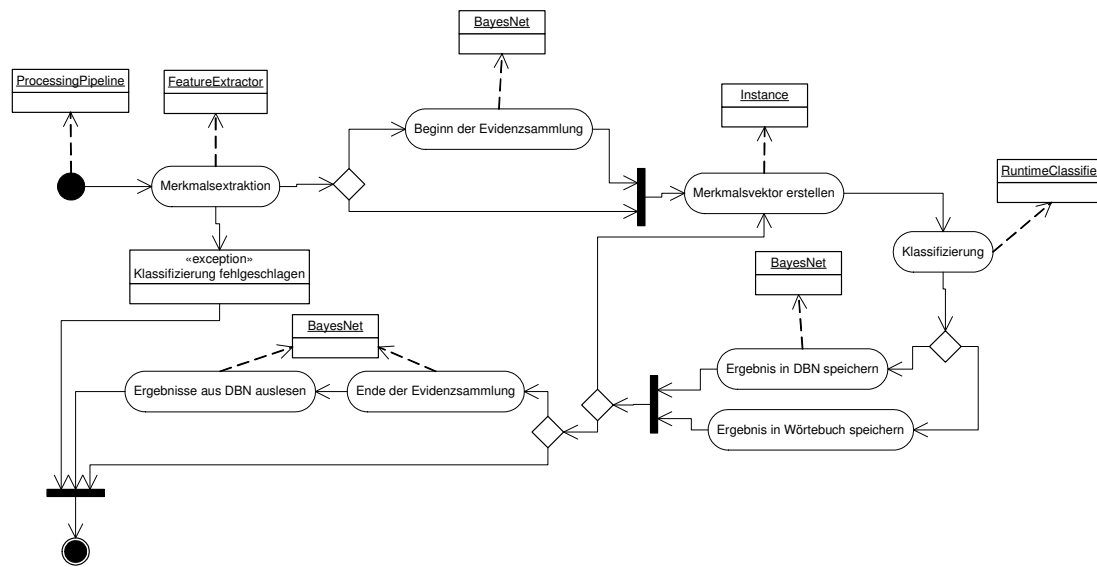 BayesNet
ProcessingPipeline
FeatureExtractor
Instance
Beginn der Evidenzsammlung
RuntimeClassifie
Merkmalsextraktion
Merkmalsvektor erstellen
Klassifizierung
«exception»
Klassifizierung fehlgeschlagen
BayesNet
BayesNet
Ergebnis in DBN speichern
Ergebnisse aus DBN auslesen
Ende der Evidenzsammlung
Ergebnis in Wörtebuch speichern